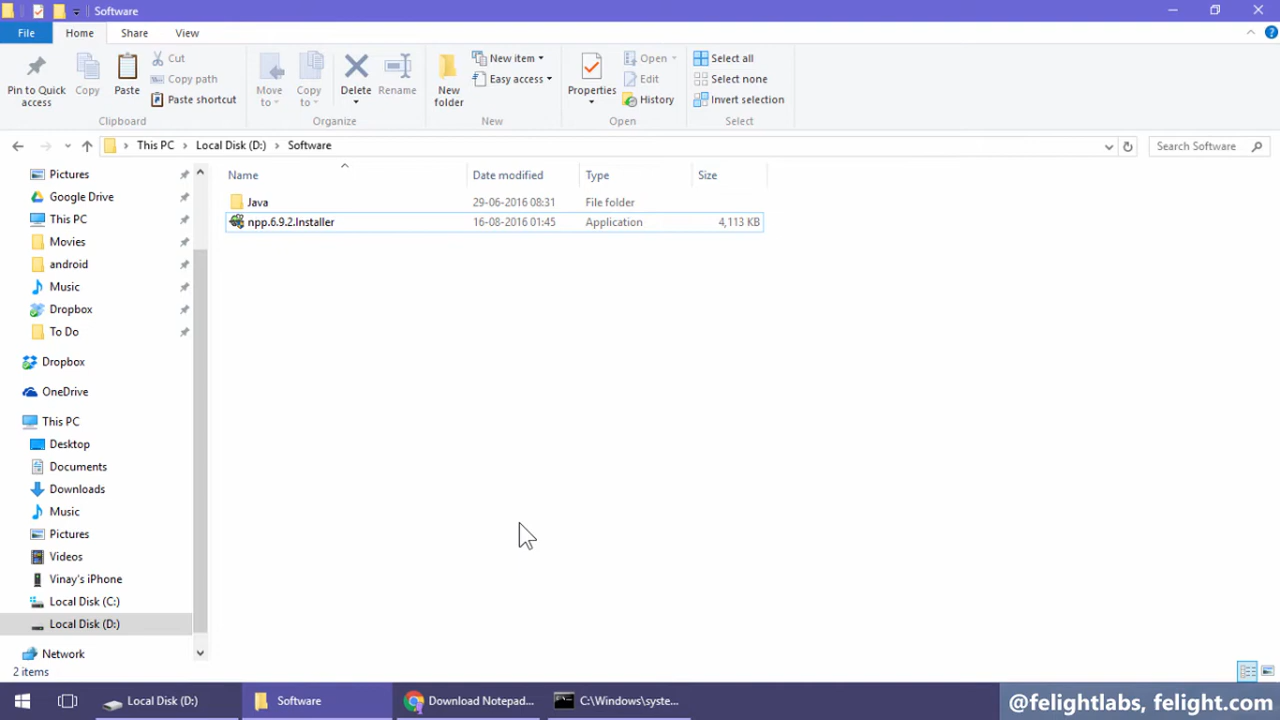 Software
File Home Share View
Pin to Quick access
Copy
Paste
Cut
Copy path
Paste shortcut
Clipboard
Move to
Copy to
Delete
Rename
Organize
New folder
New item
Easy access
New
Properties
Open
Edit
History
Open
Select all
Select none
Invert selection
Select
This PC Local Disk (D:) Software
Search Software
Pictures
Google Drive
This PC
Movies
android
Music
Dropbox
To Do
Dropbox
OneDrive
This PC
Desktop
Documents
Downloads
Music
Pictures
Videos
Vinay's iPhone
Local Disk (C:)
Local Disk (D:)
Network
Name Date modified Type Size
Java 29-06-2016 08:31 File folder
npp.6.9.2.Installer 16-08-2016 01:45 Application 4,113 KB
2 items
Local Disk (D:) Software Download Notepad... C:\Windows\syste...
@felightlabs, felight.com